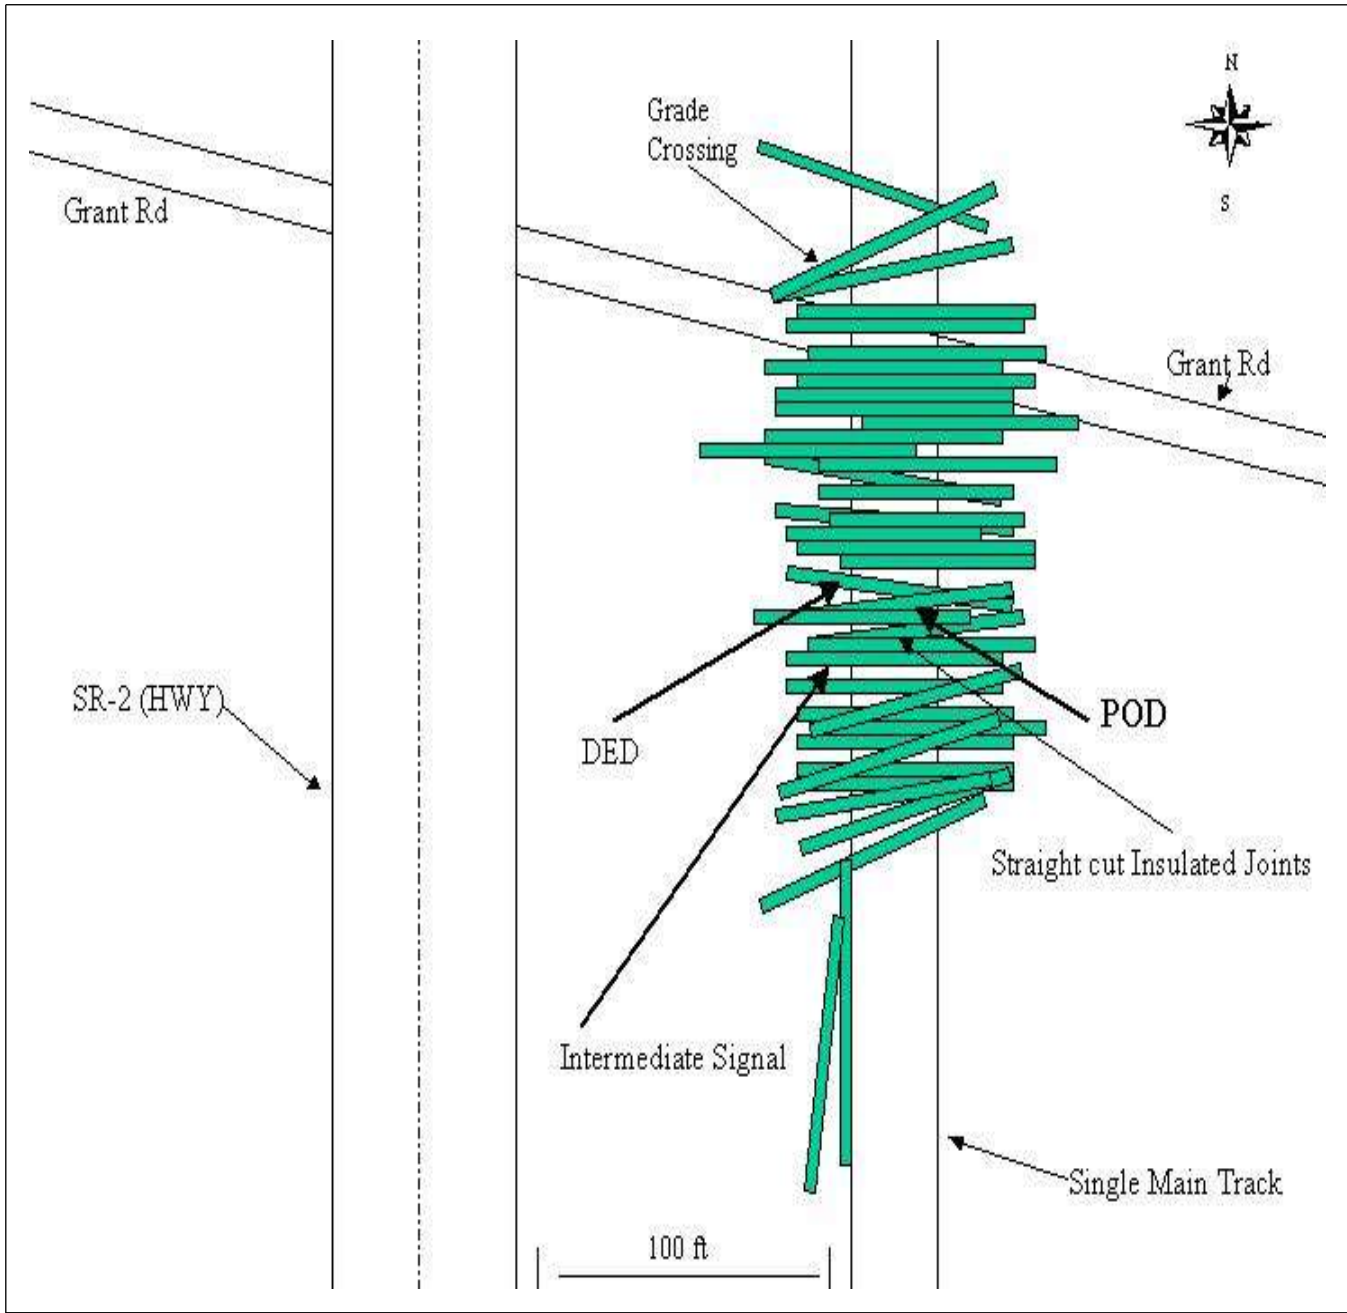 N
Grade
Crossing
S
Grant Rd
Grant Rd
SR-2 (HWY)
POD
DED
Straight cut Insulated Joints
Intermediate Signal
Single Main Track
100 ft